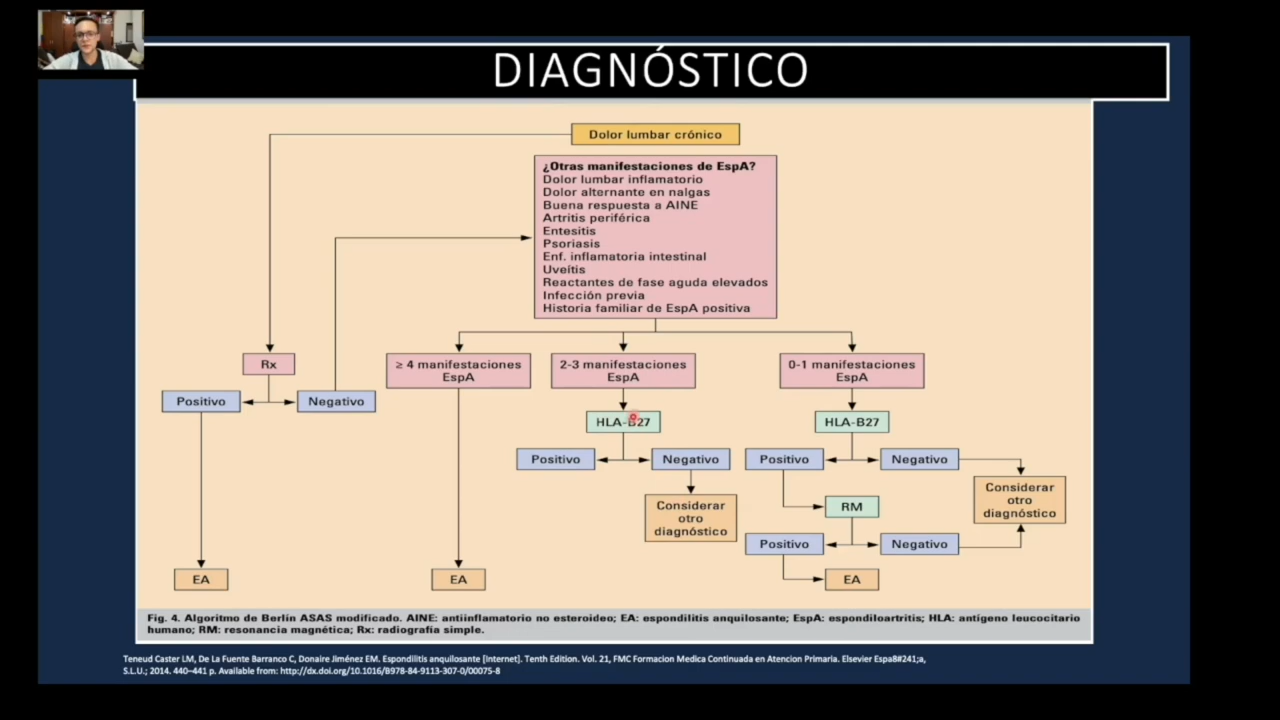 DIAGNÓSTICO
Dolor lumbar crónico
¿Otras manifestaciones de EspA?
Dolor lumbar inflamatorio
Dolor alternante en nalgas
Buena respuesta a AINE
Artritis periférica
Entesitis
Psoriasis
Enf. inflamatoria intestinal
Uveítis
Reactantes de fase aguda elevados
Infección previa
Historia familiar de EspA positiva
Rx
Positivo
Negativo
EA
≥ 4 manifestaciones
EspA
EA
2-3 manifestaciones
EspA
HLA-B27
Positivo
Negativo
Considerar
otro
diagnóstico
0-1 manifestaciones
EspA
HLA-B27
Positivo
Negativo
RM
Considerar
otro
diagnóstico
Positivo
Negativo
EA
Fig. 4. Algoritmo de Berlín ASAS modificado. AINE: antiinflamatorio no esteroideo; EA: espondilitis anquilosante; EspA: espondiloartritis; HLA: antígeno leucocitario
humano; RM: resonancia magnética; Rx: radiografía simple.
Teneud Caster LM, De La Fuente Barranco C, Donaire Jiménez EM. Espondilitis anquilosante [Internet]. Tenth Edition. Vol. 21, FMC Formacion Medica Continuada en Atencion Primaria. Elsevier Espa8#241;a,
S.L.U.; 2014. 440–441 p. Available from: http://dx.doi.org/10.1016/B978-84-9113-307-0/00075-8